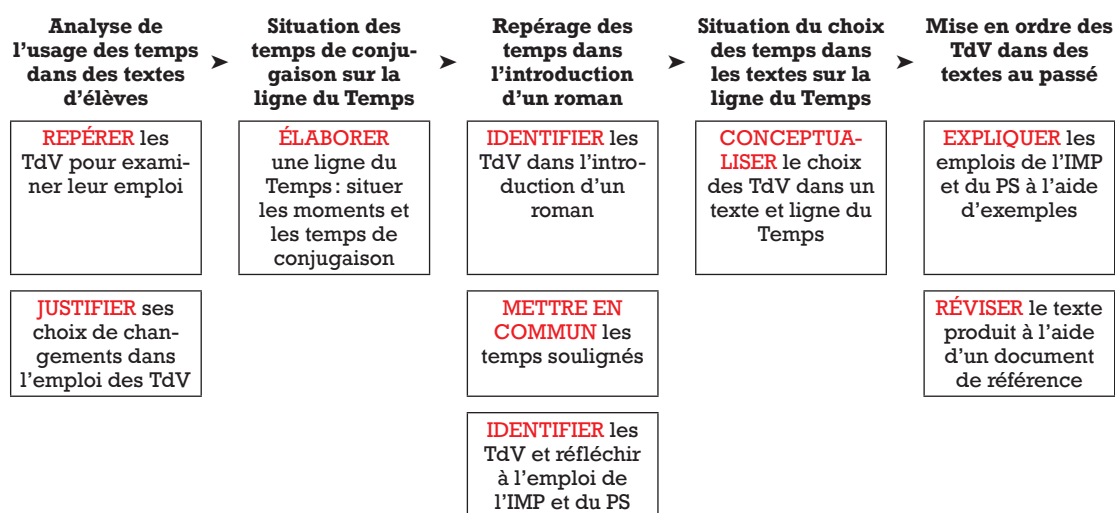 Analyse de
l'usage des temps
dans des textes
d'élèves
➤
Situation des
temps de conju-
gaison sur la
ligne du Temps
➤
Repérage des
temps dans
l'introduction
d'un roman
➤
Situation du choix
des temps dans
les textes sur la
ligne du Temps
➤
Mise en ordre des
TdV dans des
textes au passé
REPÉRER les
TdV pour exami-
ner leur emploi
JUSTIFIER ses
choix de chan-
gements dans
l'emploi des TdV
ÉLABORER
une ligne du
Temps : situer
les moments et
les temps de
conjugaison
IDENTIFIER les
TdV dans l'intro-
duction d'un
roman
METTRE EN
COMMUN les
temps soulignés
IDENTIFIER les
TdV et réfléchir
à l'emploi de
l'IMP et du PS
CONCEPTUA-
LISER le choix
des TdV dans un
texte et ligne du
Temps
EXPLIQUER les
emplois de l'IMP
et du PS à l'aide
d'exemples
RÉVISER le texte
produit à l'aide
d'un document
de référence